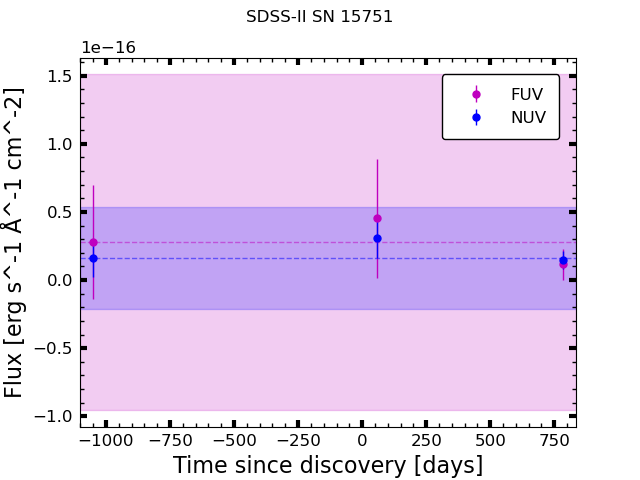 SDSS-II SN 15751
1e−16
FUV
NUV
1.5
1.0
0.5
0.0
−0.5
−1.0
Flux [erg s^-1 Å^-1 cm^-2]
−1000 −750 −500 −250 0 250 500 750
Time since discovery [days]